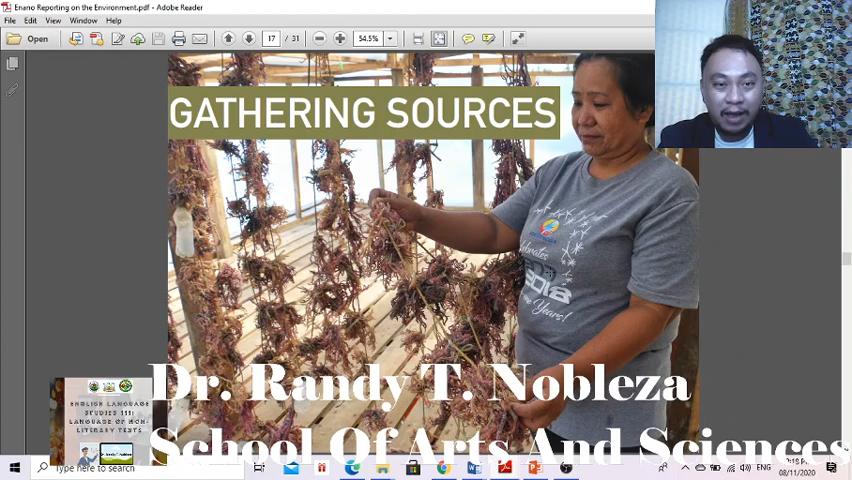 Enano Reporting on the Environment.pdf - Adobe Reader
File Edit View Window Help
Open
17 / 31
54.5%
GATHERING SOURCES
2018
Years!
Dr. Randy T. Nobleza
School Of Arts And Sciences
ENGLISH LANGUAGE
STUDIES 111:
LANGUAGE OF NON-
LITERARY TEXTS
Type here to search
ENG
08/11/2020